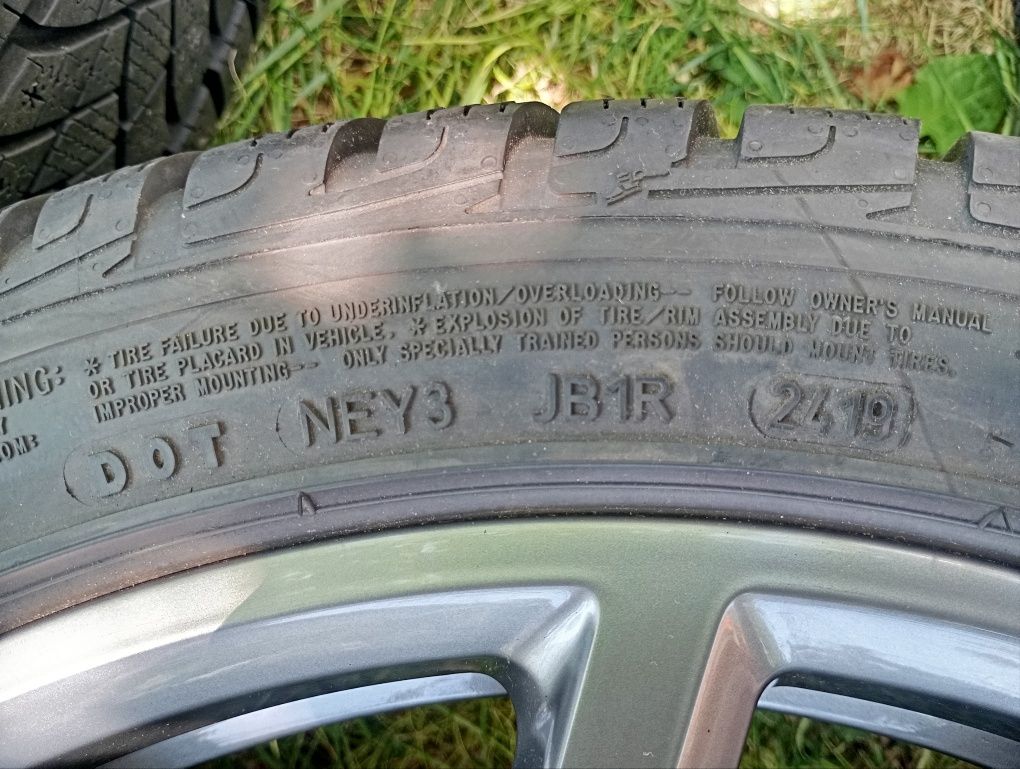 NING: * TIRE FAILURE DUE TO UNDERINFLATION/OVERLOADING-- FOLLOW OWNER'S MANUAL
OR TIRE PLACARD IN VEHICLE. * EXPLOSION OF TIRE/RIM ASSEMBLY DUE TO
IMPROPER MOUNTING-- ONLY SPECIALLY TRAINED PERSONS SHOULD MOUNT TIRES.
DOT NEY3 JB1R 2419